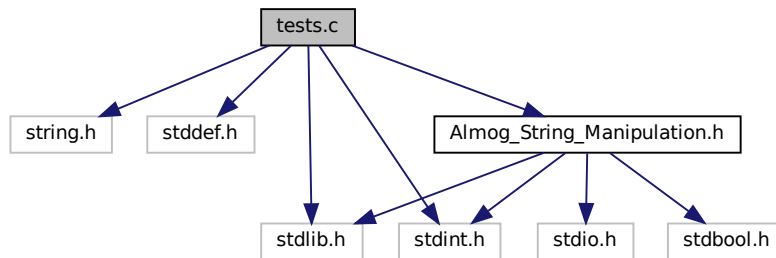 tests.c
string.h
stddef.h
Almog_String_Manipulation.h
stdlib.h
stdint.h
stdio.h
stdbool.h